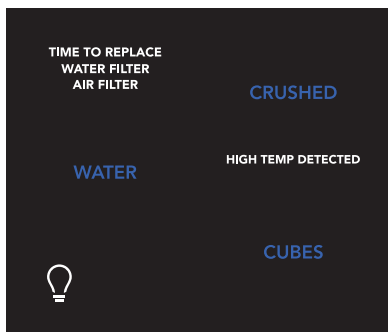 TIME TO REPLACE
WATER FILTER
AIR FILTER
CRUSHED
WATER
HIGH TEMP DETECTED
CUBES